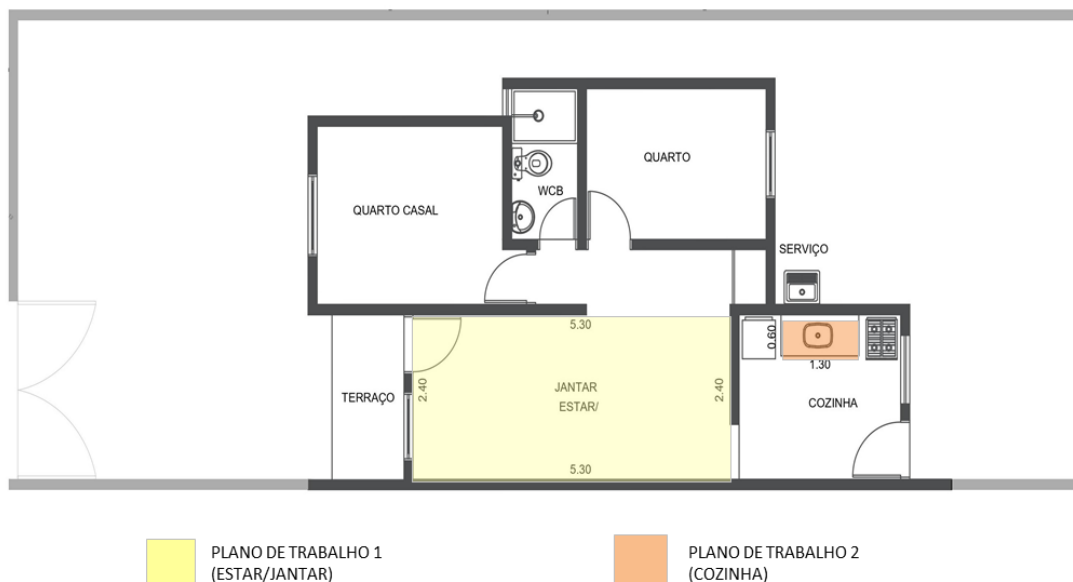 QUARTO
WCB
QUARTO CASAL
SERVIÇO
5.30
0.60
1.30
2.40
JANTAR
ESTAR/
2.40
TERRAÇO
COZINHA
5.30
PLANO DE TRABALHO 1
(ESTAR/JANTAR)
PLANO DE TRABALHO 2
(COZINHA)